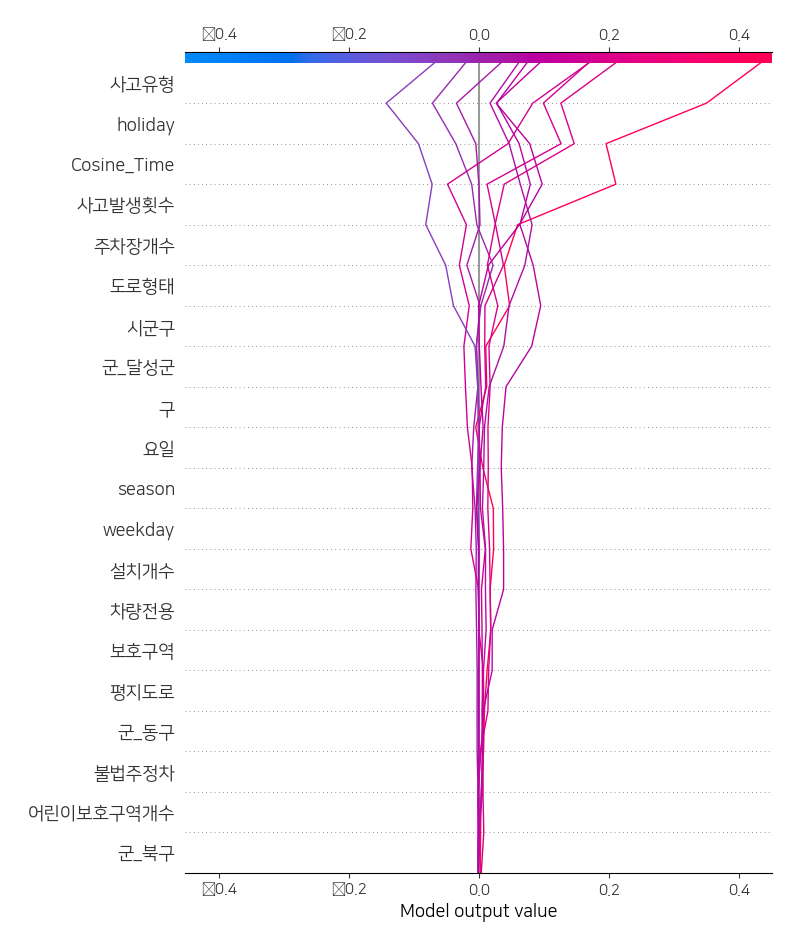 0.4 0.2 0.0 0.2 0.4
사고유형
holiday
Cosine_Time
사고발생횟수
주차장개수
도로형태
시군구
군_달성군
구
요일
season
weekday
설치개수
차량전용
보호구역
평지도로
군_동구
불법주정차
어린이보호구역개수
군_북구
0.4 0.2 0.0 0.2 0.4
Model output value